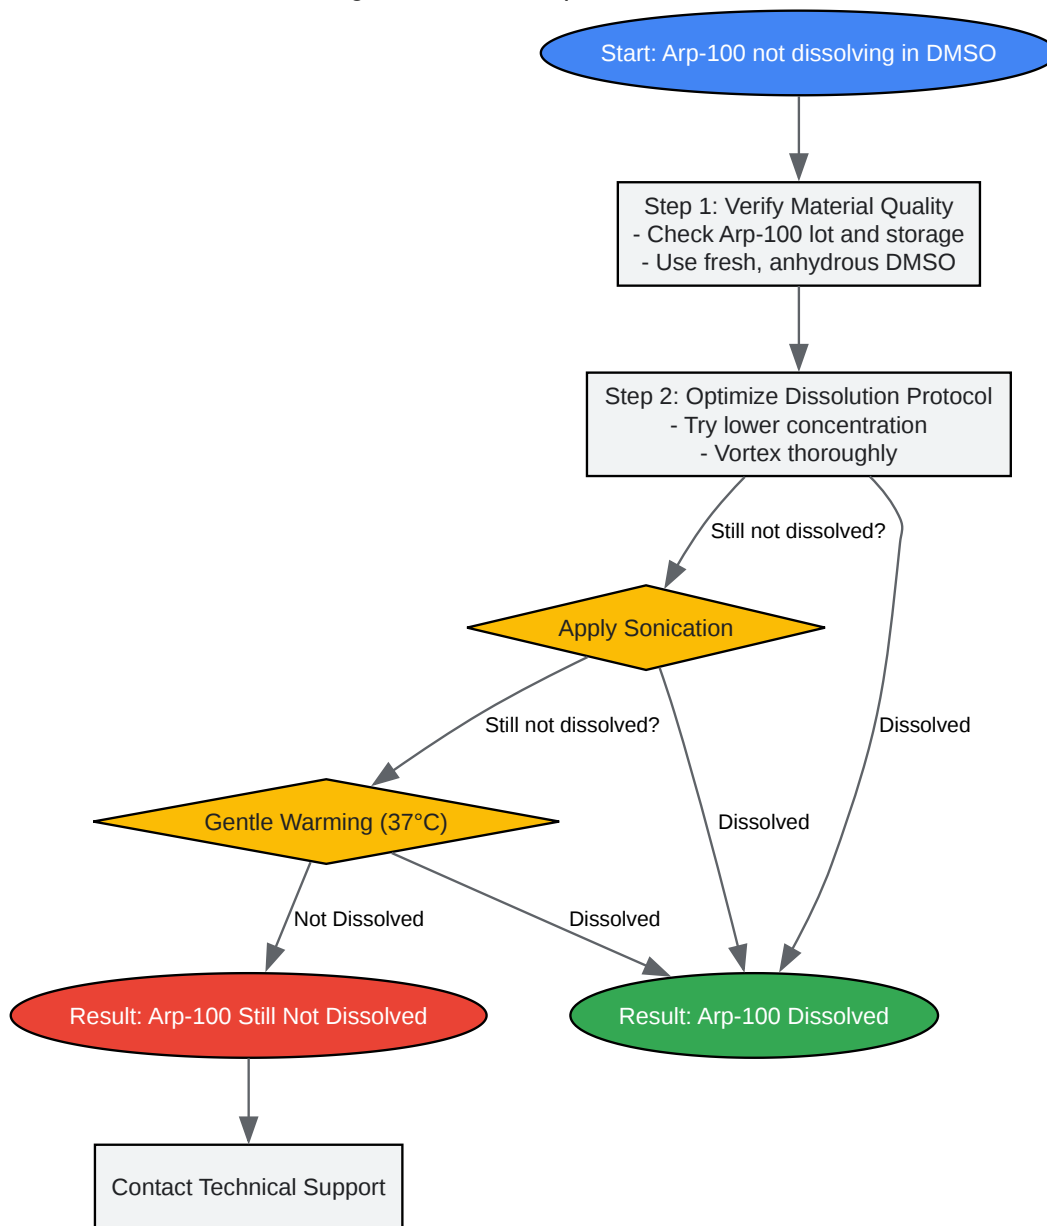 Start: Arp-100 not dissolving in DMSO
Step 1: Verify Material Quality
- Check Arp-100 lot and storage
- Use fresh, anhydrous DMSO
Step 2: Optimize Dissolution Protocol
- Try lower concentration
- Vortex thoroughly
Still not dissolved?
Apply Sonication
Still not dissolved?
Dissolved
Gentle Warming (37°C)
Dissolved
Not Dissolved
Dissolved
Result: Arp-100 Still Not Dissolved
Result: Arp-100 Dissolved
Contact Technical Support